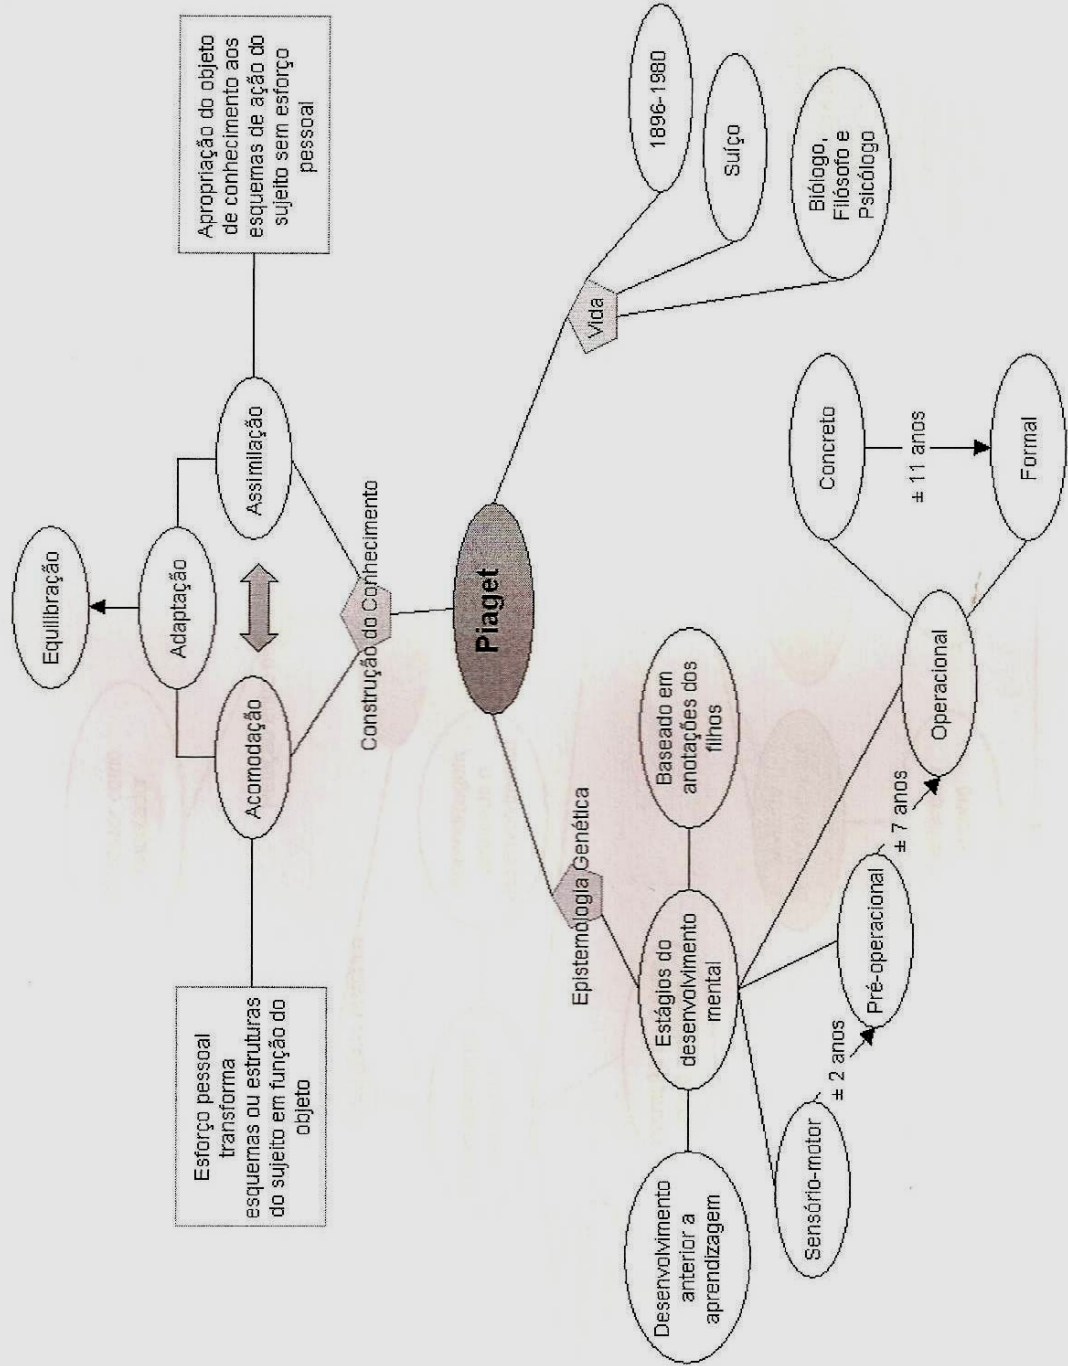 Equilibração
Adaptação
Acomodação
Assimilação
Esforço pessoal
transforma
esquemas ou estruturas
do sujeito em função do
objeto
Apropriação do objeto
de conhecimento aos
esquemas de ação do
sujeito sem esforço
pessoal
Construção do Conhecimento
Piaget
Vida
1896-1980
Suíço
Biólogo,
Filósofo e
Psicólogo
Epistemologia Genética
Estágios do
desenvolvimento
mental
Baseado em
anotações dos
filhos
Desenvolvimento
anterior a
aprendizagem
Sensório-motor
± 2 anos
Pré-operacional
± 7 anos
Operacional
Concreto
± 11 anos
Formal